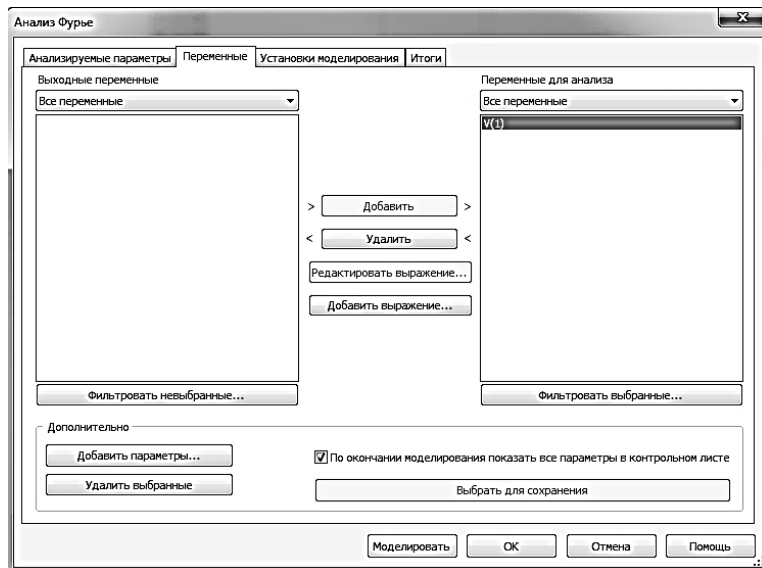 Анализ Фурье
Анализируемые параметры Переменные Установки моделирования Итоги
Выходные переменные
Все переменные
Переменные для анализа
Все переменные
V(1)
> Добавить >
< Удалить <
Редактировать выражение...
Добавить выражение...
Фильтровать невыбранные...
Фильтровать выбранные...
Дополнительно
Добавить параметры...
Удалить выбранные
По окончании моделирования показать все параметры в контрольном листе
Выбрать для сохранения
Моделировать ОК Отмена Помощь